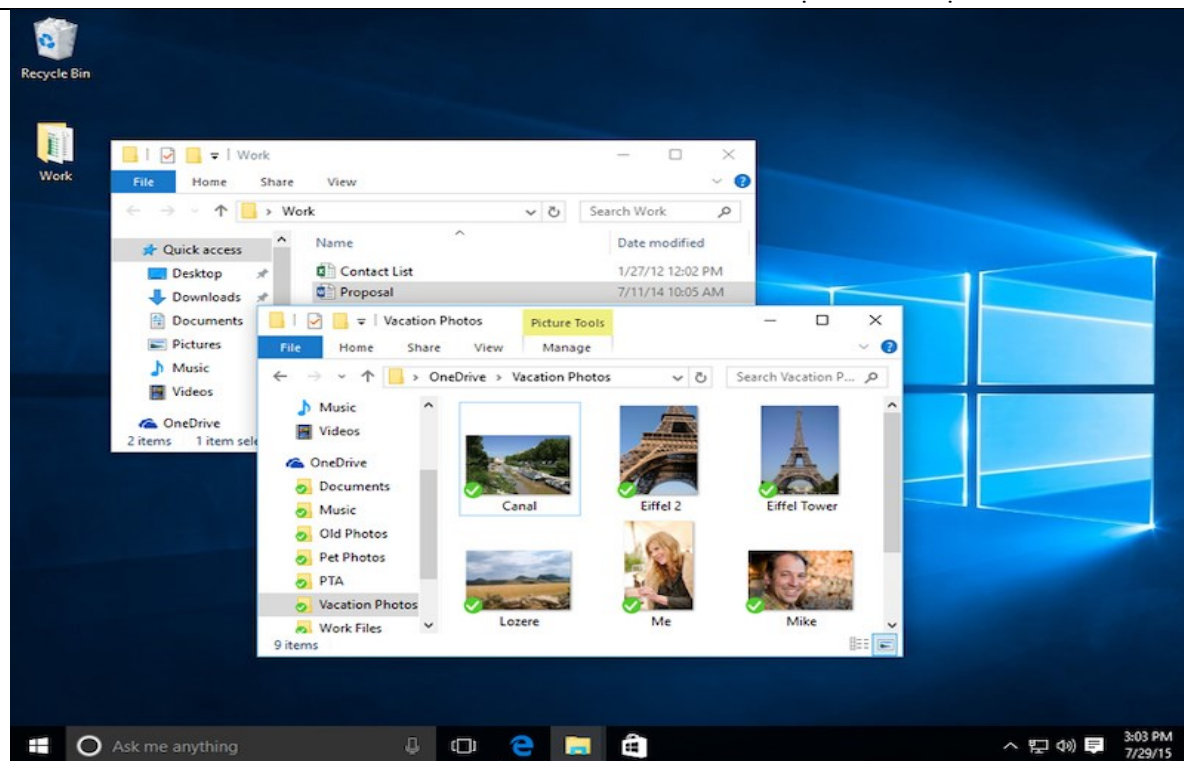 Recycle Bin
Work
Work
File Home Share View
Work
Search Work
Quick access
Desktop
Downloads
Documents
Pictures
Music
Videos
OneDrive
Name Date modified
Contact List 1/27/12 12:02 PM
Proposal 7/11/14 10:05 AM
2 items 1 item sele
Vacation Photos Picture Tools
File Home Share View Manage
OneDrive > Vacation Photos
Search Vacation P...
Music
Videos
OneDrive
Documents
Music
Old Photos
Pet Photos
PTA
Vacation Photos
Work Files
Canal Eiffel 2 Eiffel Tower
Lozere Me Mike
9 items
Ask me anything
3:03 PM
7/29/15